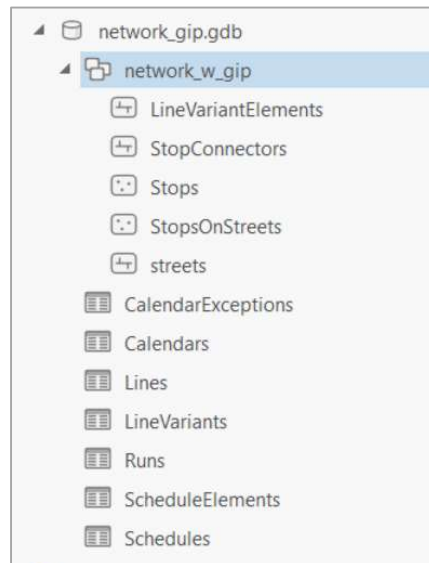 network_gip.gdb
network_w_gip
LineVariantElements
StopConnectors
Stops
StopsOnStreets
streets
CalendarExceptions
Calendars
Lines
LineVariants
Runs
ScheduleElements
Schedules